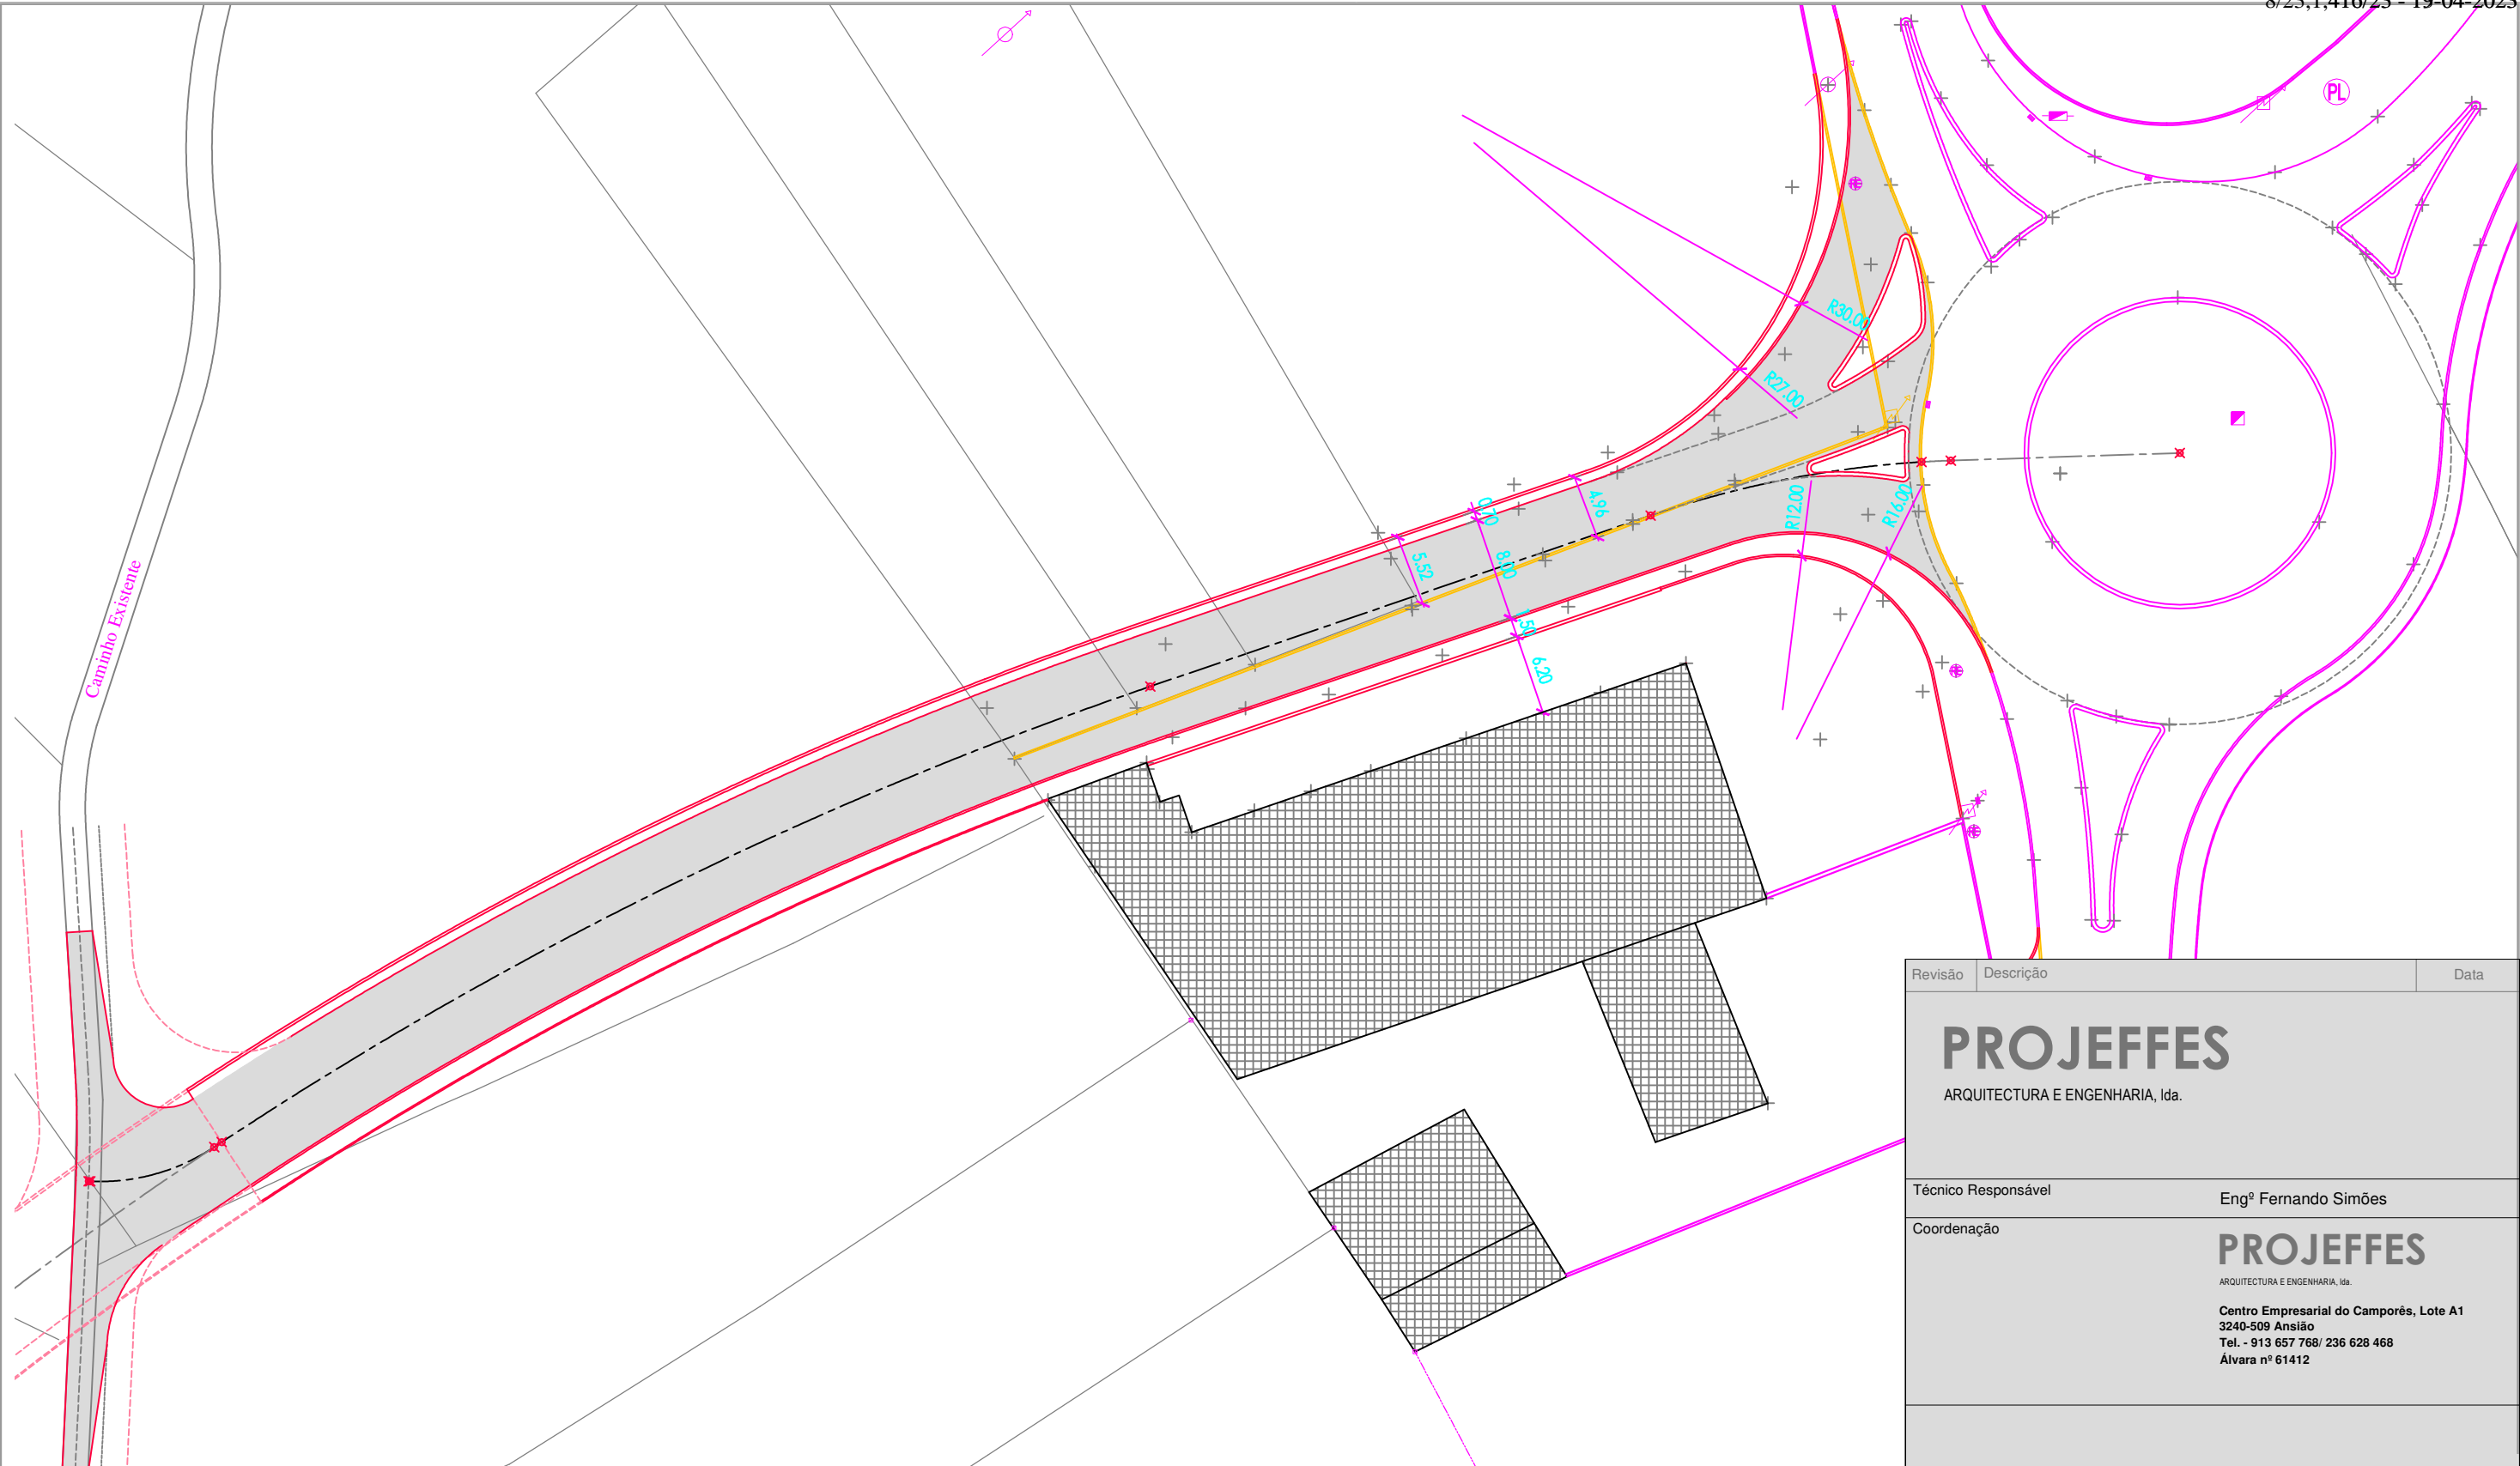 8/23,1,416/23 - 19-04-2023
PL
R30.00
R27.00
4.96
0.70
5.52
8.00
1.50
6.20
R12.00
R16.00
Caminho Existente
Revisão Descrição Data
PROJEFFES
ARQUITECTURA E ENGENHARIA, lda.
Técnico Responsável Engº Fernando Simões
Coordenação
PROJEFFES
ARQUITECTURA E ENGENHARIA, lda.
Centro Empresarial do Camporês, Lote A1
3240-509 Ansião
Tel. - 913 657 768/ 236 628 468
Álvara nº 61412